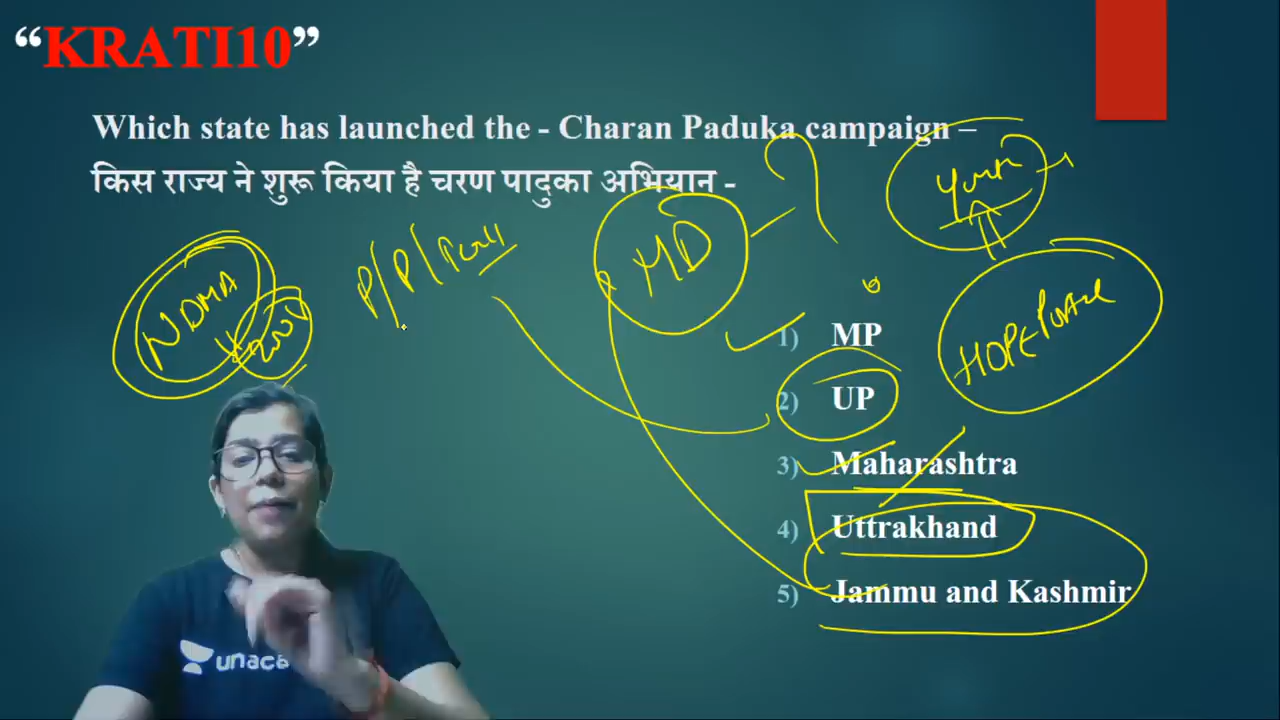 “KRATI10”
Which state has launched the - Charan Paduka campaign –
किस राज्य ने शुरू किया है चरण पादुका अभियान -
NDMA
P/P/
MD - ?
HOPE Portal
1) MP
2) UP
3) Maharashtra
4) Uttrakhand
5) Jammu and Kashmir
unaca